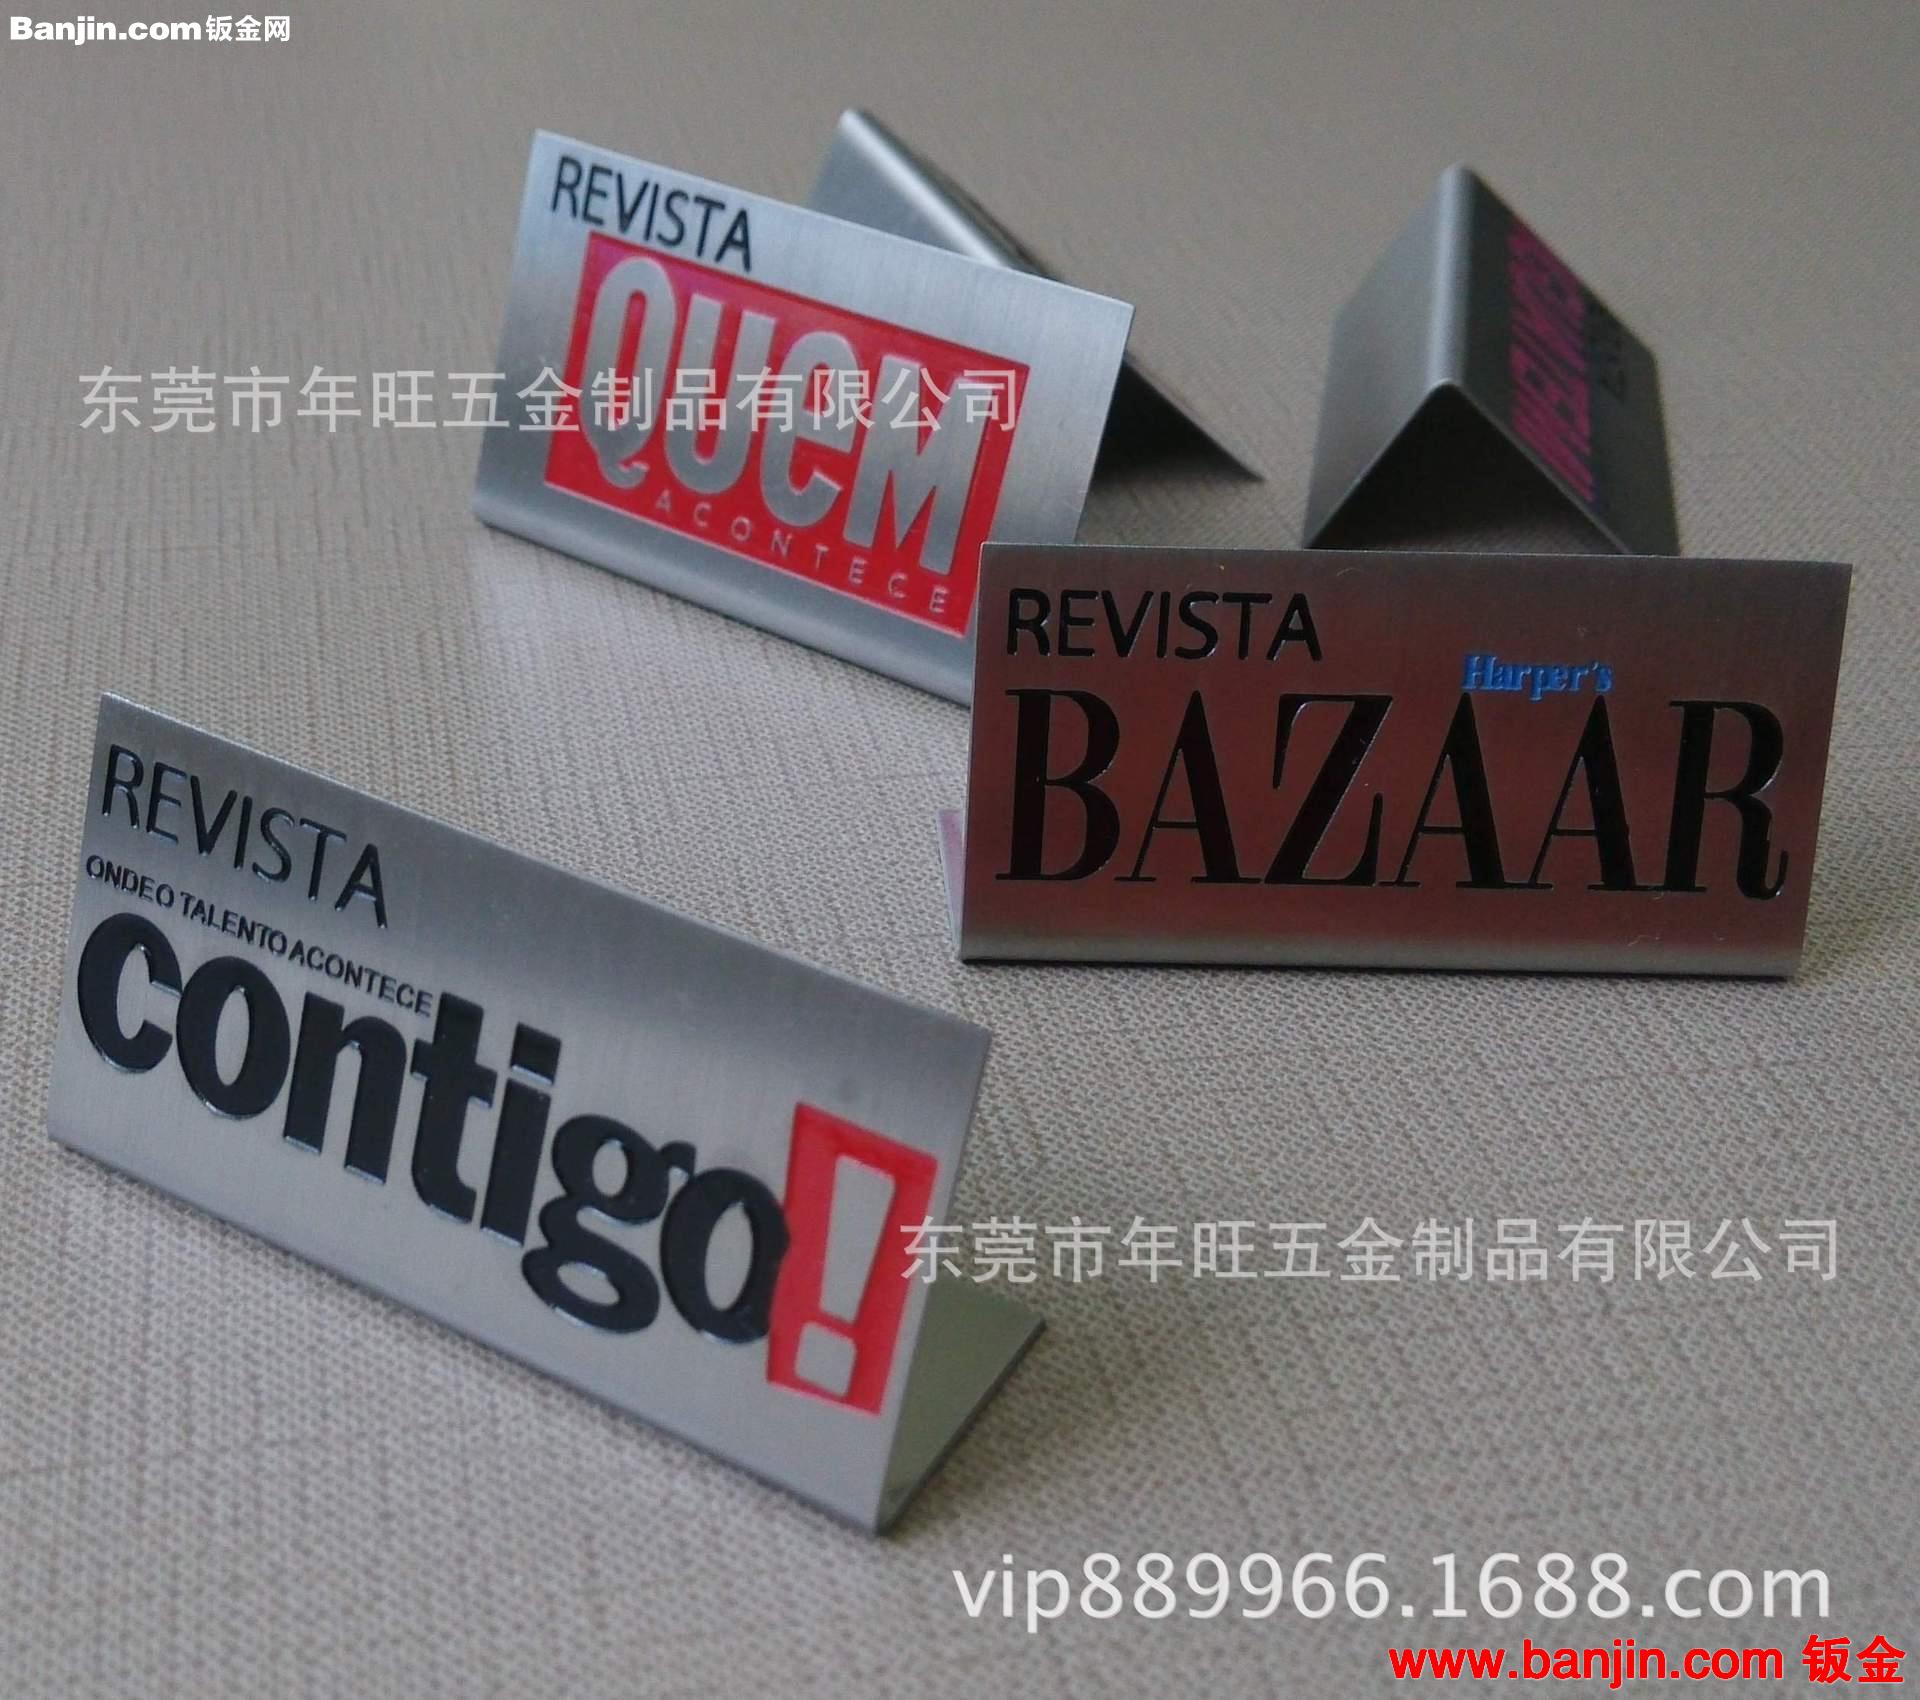 Banjin.com钣金网
REVISTA
QUEM
ACONTECE
东莞市年旺五金制品有限公司
REVISTA
Harper's
BAZAAR
REVISTA
ONDEO TALENTO ACONTECE
contigo!
东莞市年旺五金制品有限公司
vip889966.1688.com
www.banjin.com 钣金